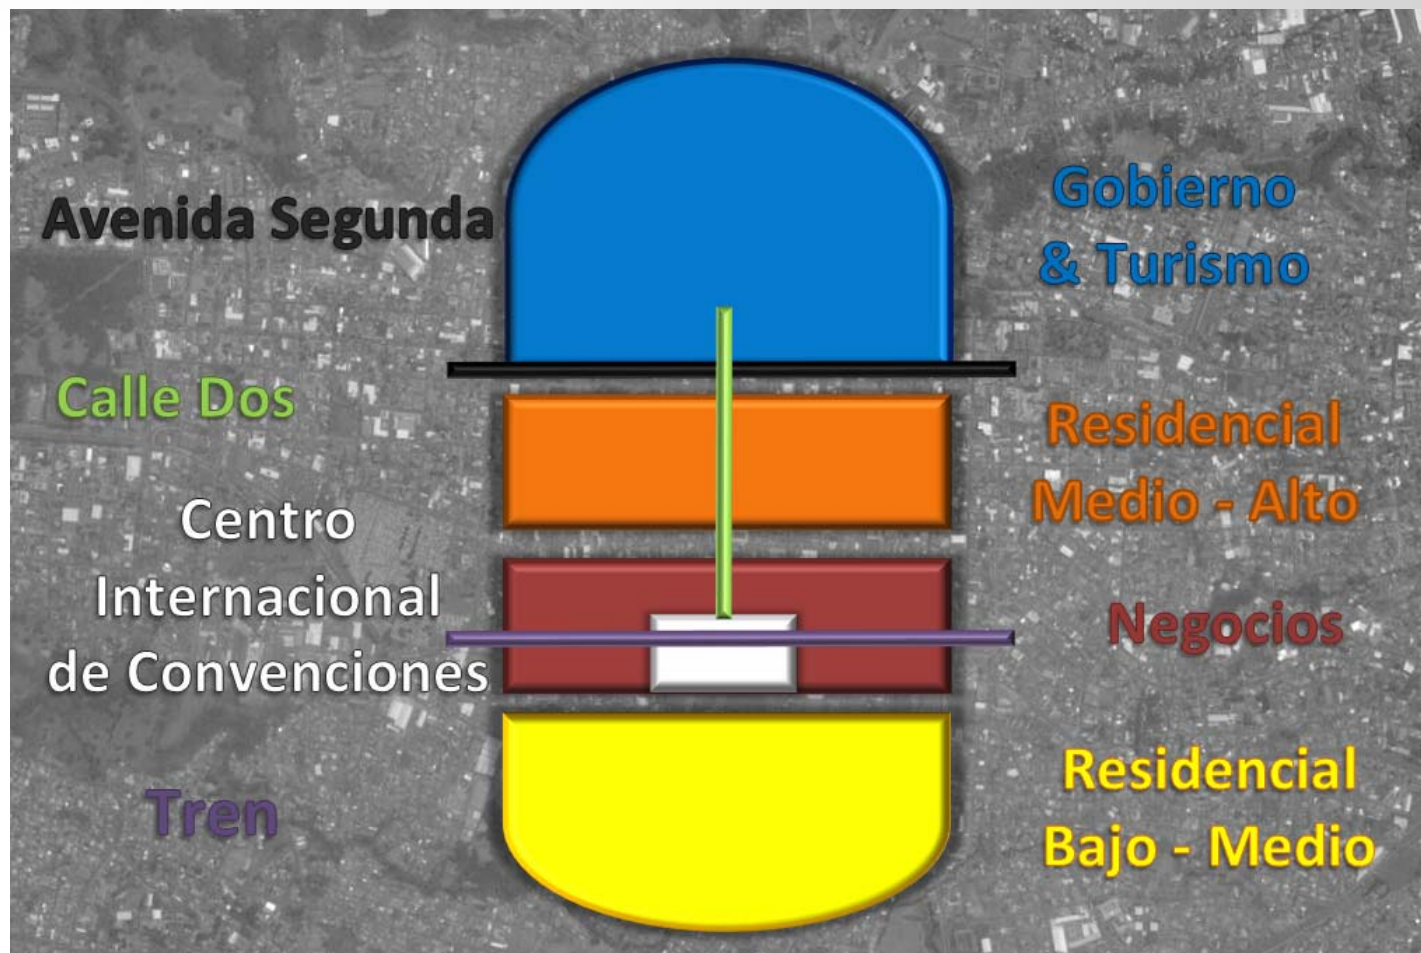 Avenida Segunda
Calle Dos
Centro
Internacional
de Convenciones
Tren
Gobierno
& Turismo
Residencial
Medio - Alto
Negocios
Residencial
Bajo - Medio